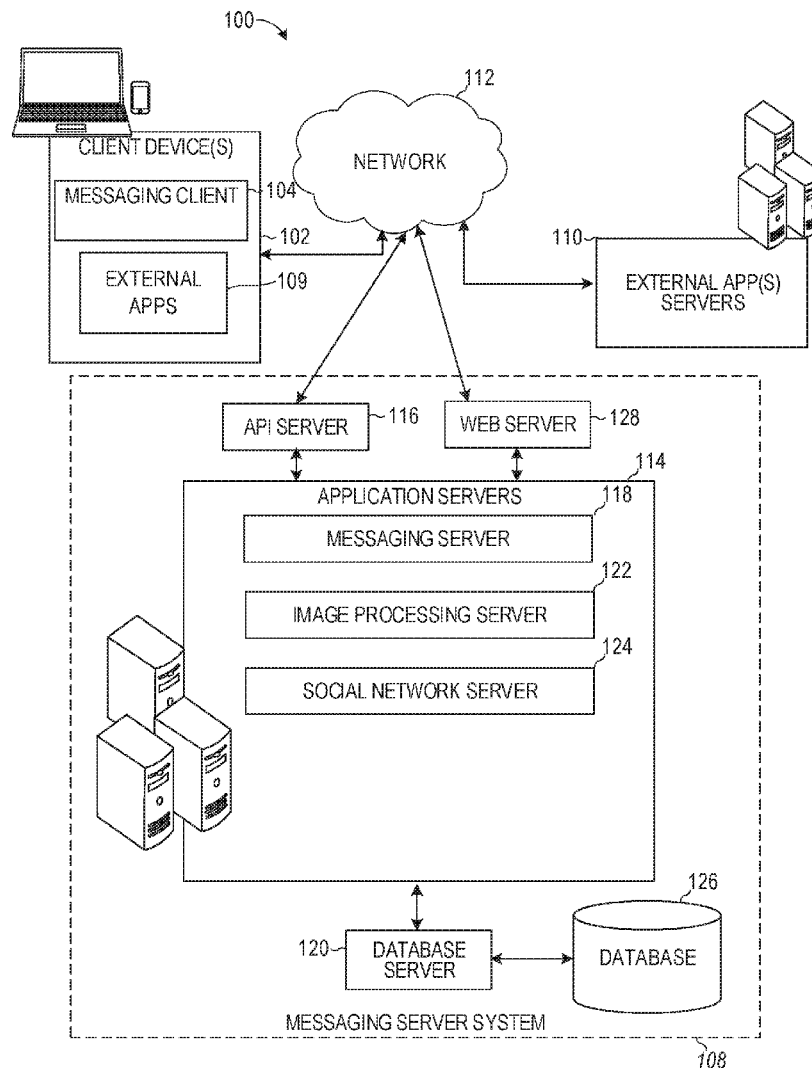 100
112
CLIENT DEVICE(S)
NETWORK
MESSAGING CLIENT
104
102
110
EXTERNAL
APPS
109
EXTERNAL APP(S)
SERVERS
API SERVER
116
WEB SERVER
128
114
APPLICATION SERVERS
118
MESSAGING SERVER
122
IMAGE PROCESSING SERVER
124
SOCIAL NETWORK SERVER
126
120
DATABASE
SERVER
DATABASE
MESSAGING SERVER SYSTEM
108